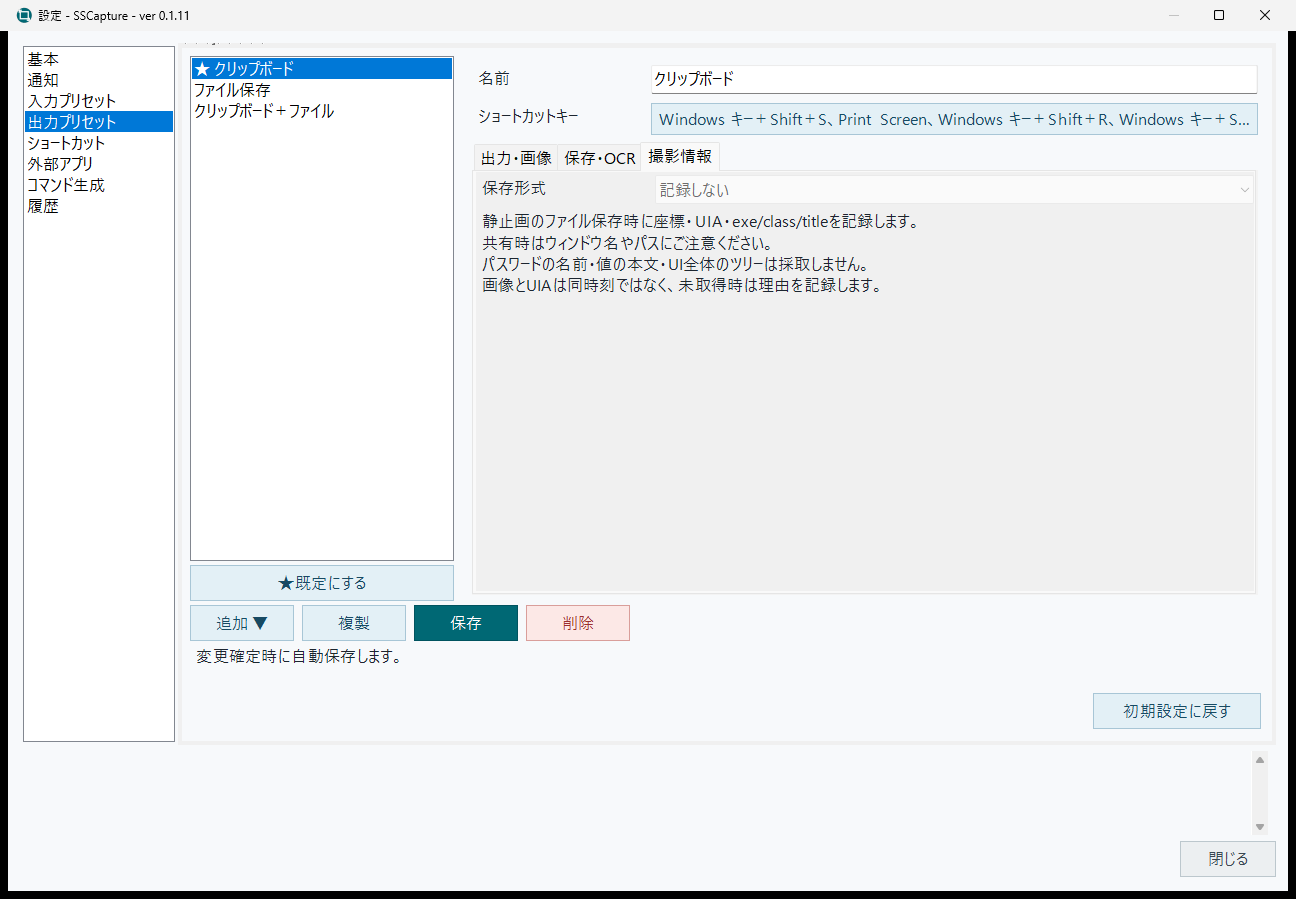 設定 - SSCapture - ver 0.1.11
基本
通知
入力プリセット
出力プリセット
ショートカット
外部アプリ
コマンド生成
履歴
★ クリップボード
ファイル保存
クリップボード＋ファイル
★既定にする
追加 ▼
複製
保存
削除
変更確定時に自動保存します。
名前
クリップボード
ショートカットキー
Windows キー＋Shift＋S、Print Screen、Windows キー＋Shift＋R、Windows キー＋S...
出力・画像
保存・OCR
撮影情報
保存形式
記録しない
静止画のファイル保存時に座標・UIA・exe/class/titleを記録します。
共有時はウィンドウ名やパスにご注意ください。
パスワードの名前・値の本文・UI全体のツリーは採取しません。
画像とUIAは同時刻ではなく、未取得時は理由を記録します。
初期設定に戻す
閉じる